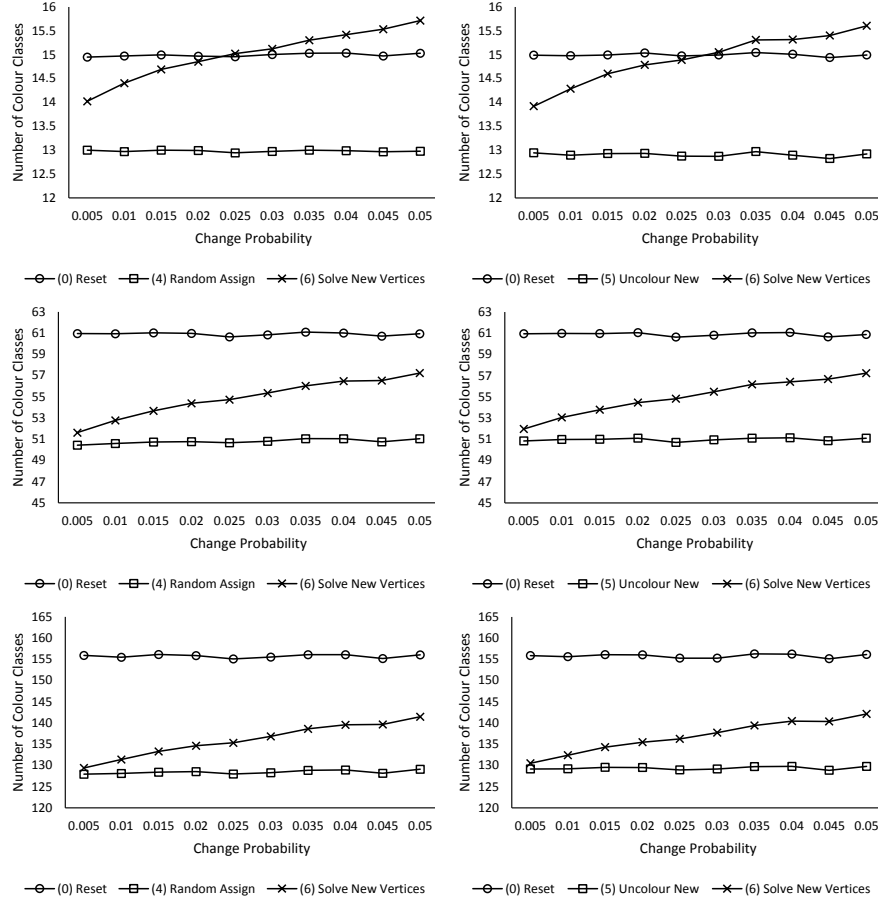 16
15.5
15
14.5
14
13.5
13
12.5
12
Number of Colour Classes
0.005 0.01 0.015 0.02 0.025 0.03 0.035 0.04 0.045 0.05
Change Probability
(0) Reset (4) Random Assign (6) Solve New Vertices
16
15.5
15
14.5
14
13.5
13
12.5
12
Number of Colour Classes
0.005 0.01 0.015 0.02 0.025 0.03 0.035 0.04 0.045 0.05
Change Probability
(0) Reset (5) Uncolour New (6) Solve New Vertices
63
61
59
57
55
53
51
49
47
45
Number of Colour Classes
0.005 0.01 0.015 0.02 0.025 0.03 0.035 0.04 0.045 0.05
Change Probability
(0) Reset (4) Random Assign (6) Solve New Vertices
63
61
59
57
55
53
51
49
47
45
Number of Colour Classes
0.005 0.01 0.015 0.02 0.025 0.03 0.035 0.04 0.045 0.05
Change Probability
(0) Reset (5) Uncolour New (6) Solve New Vertices
165
160
155
150
145
140
135
130
125
120
Number of Colour Classes
0.005 0.01 0.015 0.02 0.025 0.03 0.035 0.04 0.045 0.05
Change Probability
(0) Reset (4) Random Assign (6) Solve New Vertices
165
160
155
150
145
140
135
130
125
120
Number of Colour Classes
0.005 0.01 0.015 0.02 0.025 0.03 0.035 0.04 0.045 0.05
Change Probability
(0) Reset (5) Uncolour New (6) Solve New Vertices